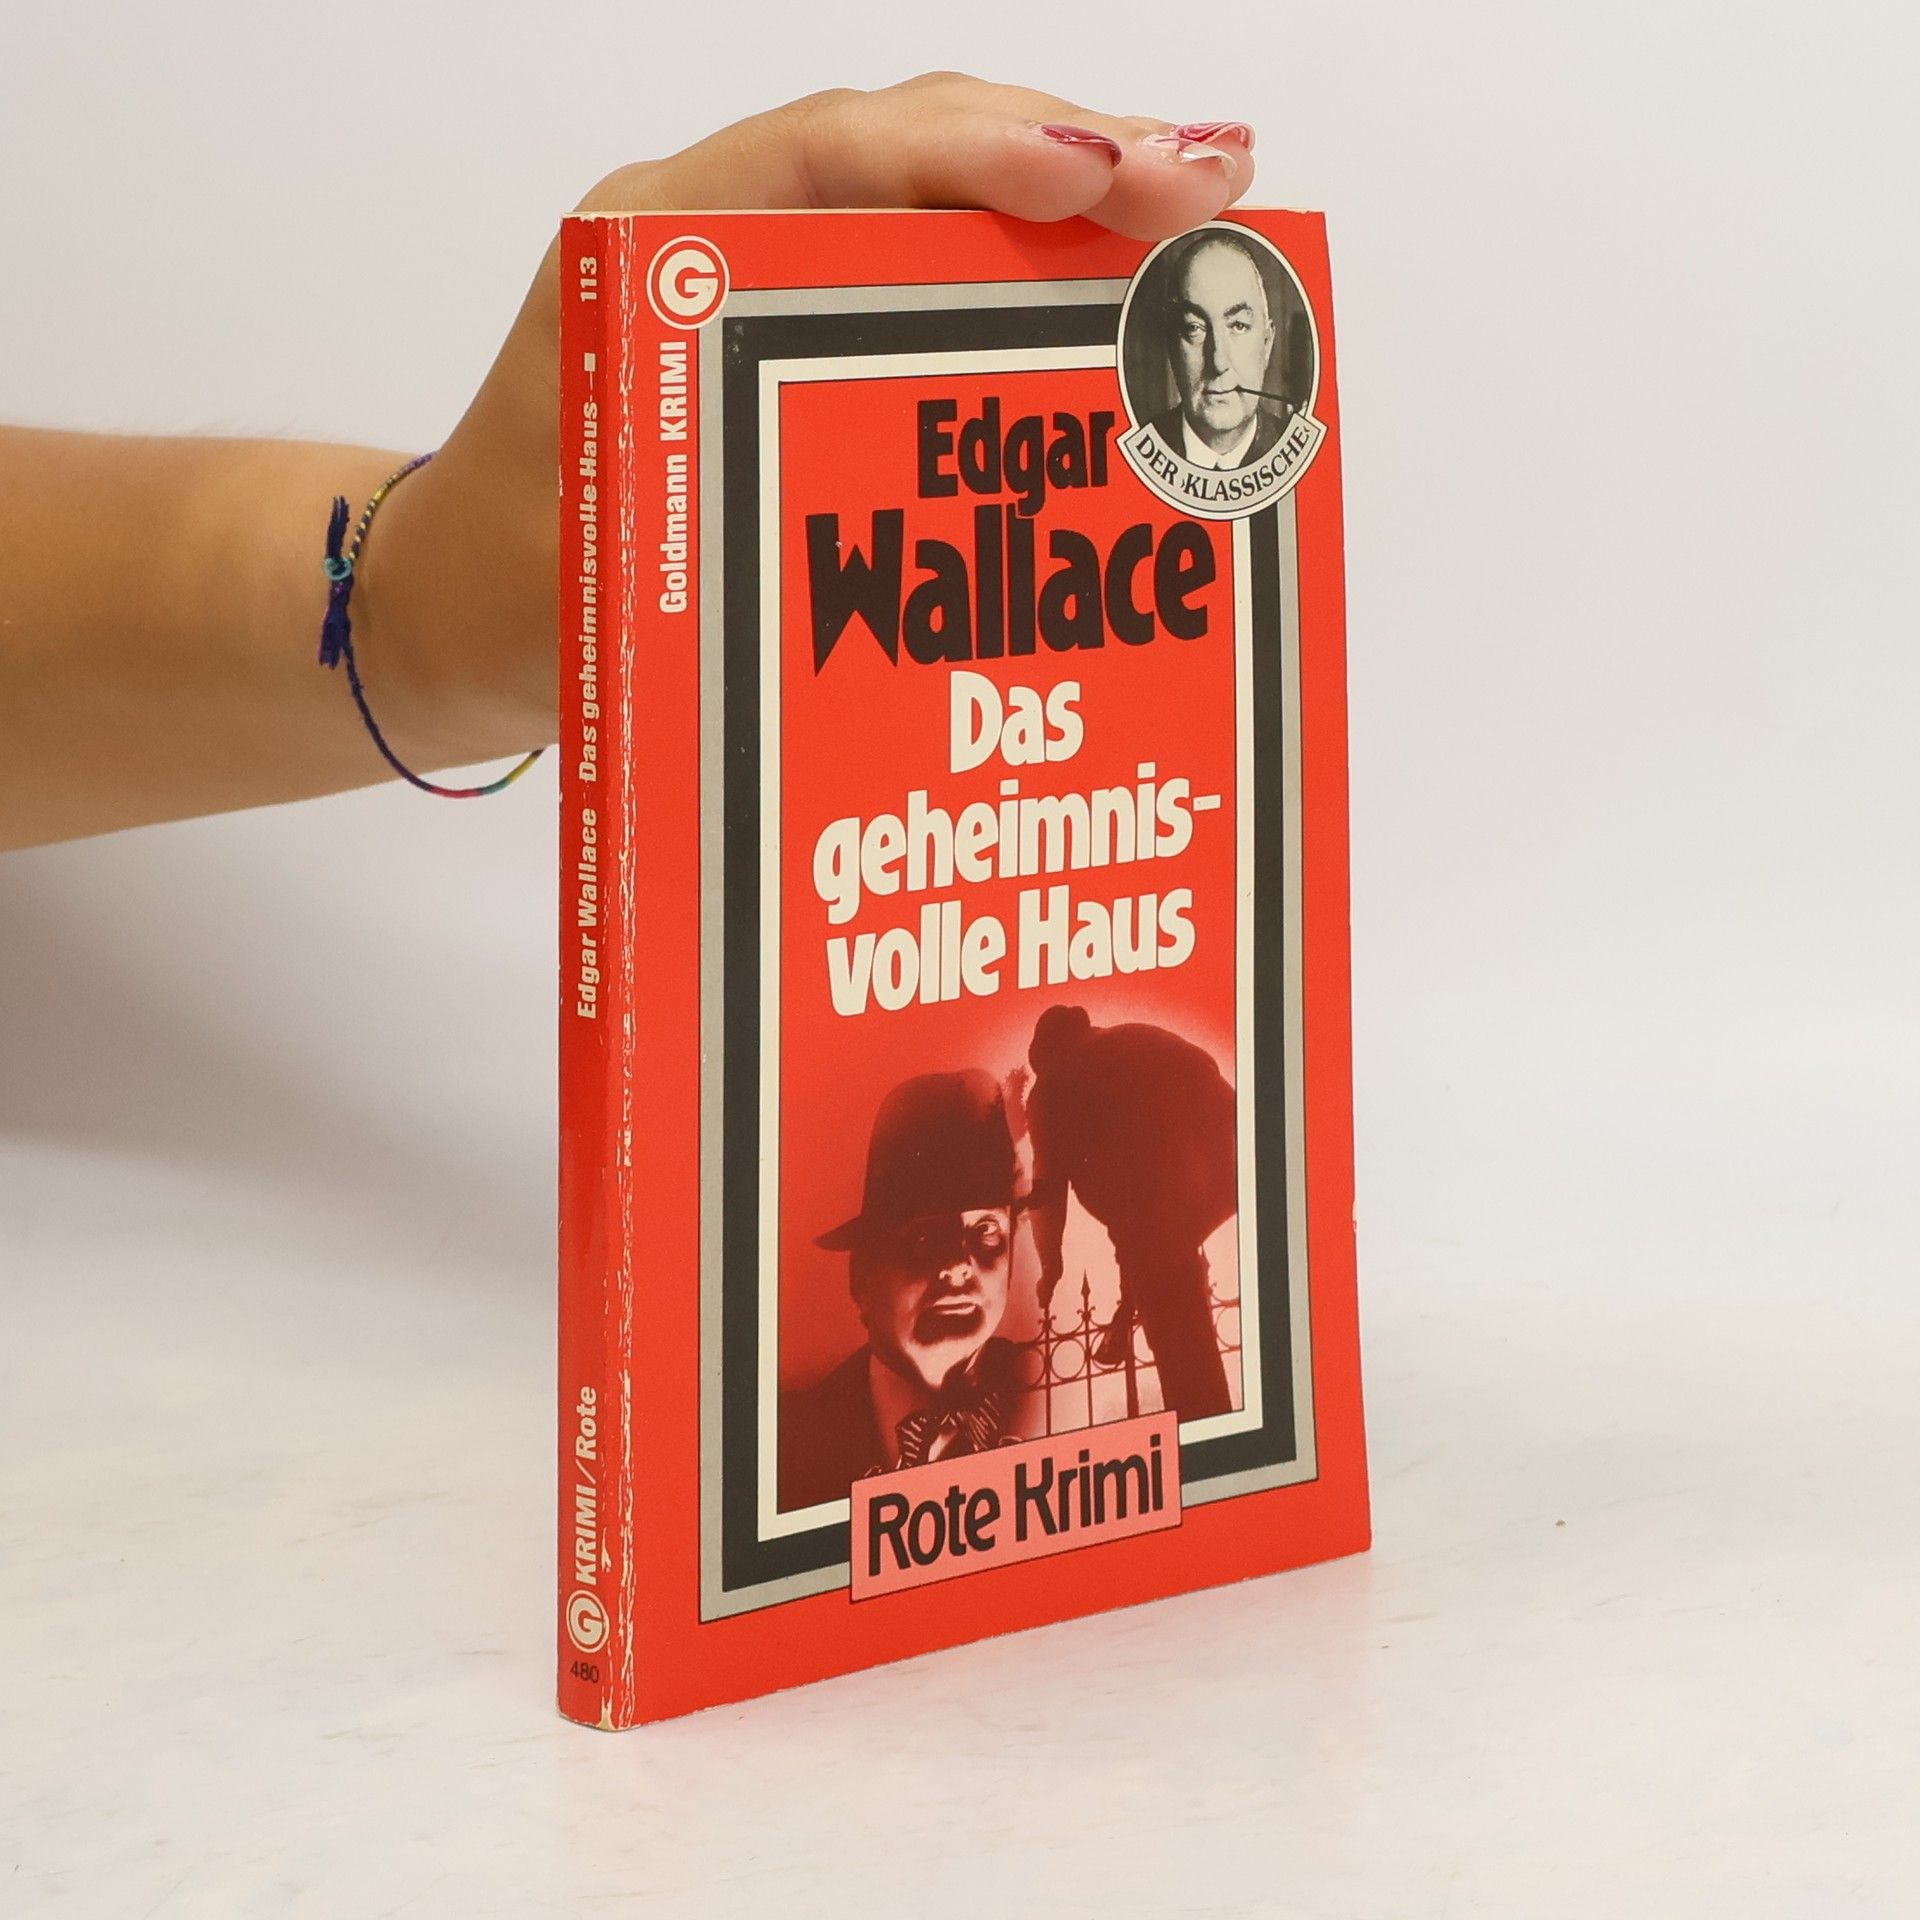 G
Goldmann KRIMI
DER ›KLASSISCHE‹
Edgar
Wallace
Das
geheimnis-
volle Haus
Rote Krimi
Edgar Wallace Das geheimnisvolle Haus 113
G KRIMI/Rote
480